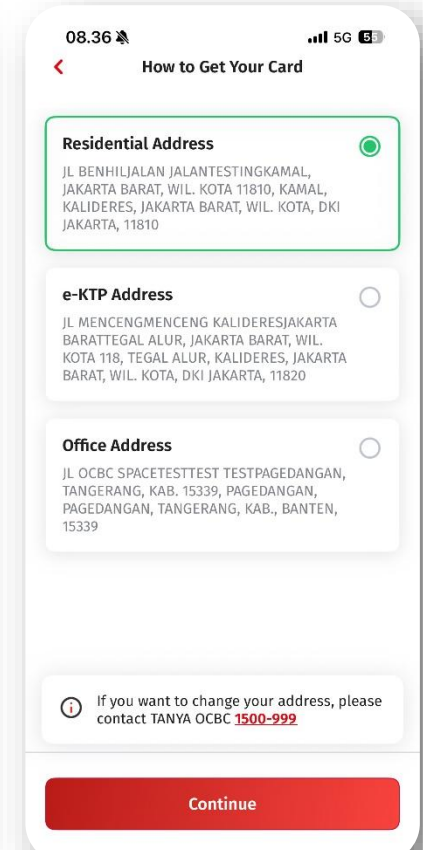 08.36 5G 55
How to Get Your Card
Residential Address
JL BENHILJALAN JALANTESTINGKAMAL,
JAKARTA BARAT, WIL. KOTA 11810, KAMAL,
KALIDERES, JAKARTA BARAT, WIL. KOTA, DKI
JAKARTA, 11810
e-KTP Address
JL MENCENGMENCENG KALIDERESJAKARTA
BARATTEGAL ALUR, JAKARTA BARAT, WIL.
KOTA 118, TEGAL ALUR, KALIDERES, JAKARTA
BARAT, WIL. KOTA, DKI JAKARTA, 11820
Office Address
JL OCBC SPACETESTTEST TESTPAGEDANGAN,
TANGERANG, KAB. 15339, PAGEDANGAN,
PAGEDANGAN, TANGERANG, KAB., BANTEN,
15339
If you want to change your address, please
contact TANYA OCBC 1500-999
Continue